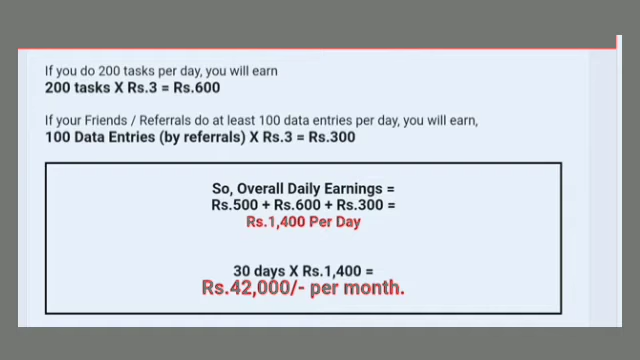 If you do 200 tasks per day, you will earn
200 tasks X Rs.3 = Rs.600
If your Friends / Referrals do at least 100 data entries per day, you will earn,
100 Data Entries (by referrals) X Rs.3 = Rs.300
So, Overall Daily Earnings =
Rs.500 + Rs.600 + Rs.300 =
Rs.1,400 Per Day
30 days X Rs.1,400 =
Rs.42,000/- per month.